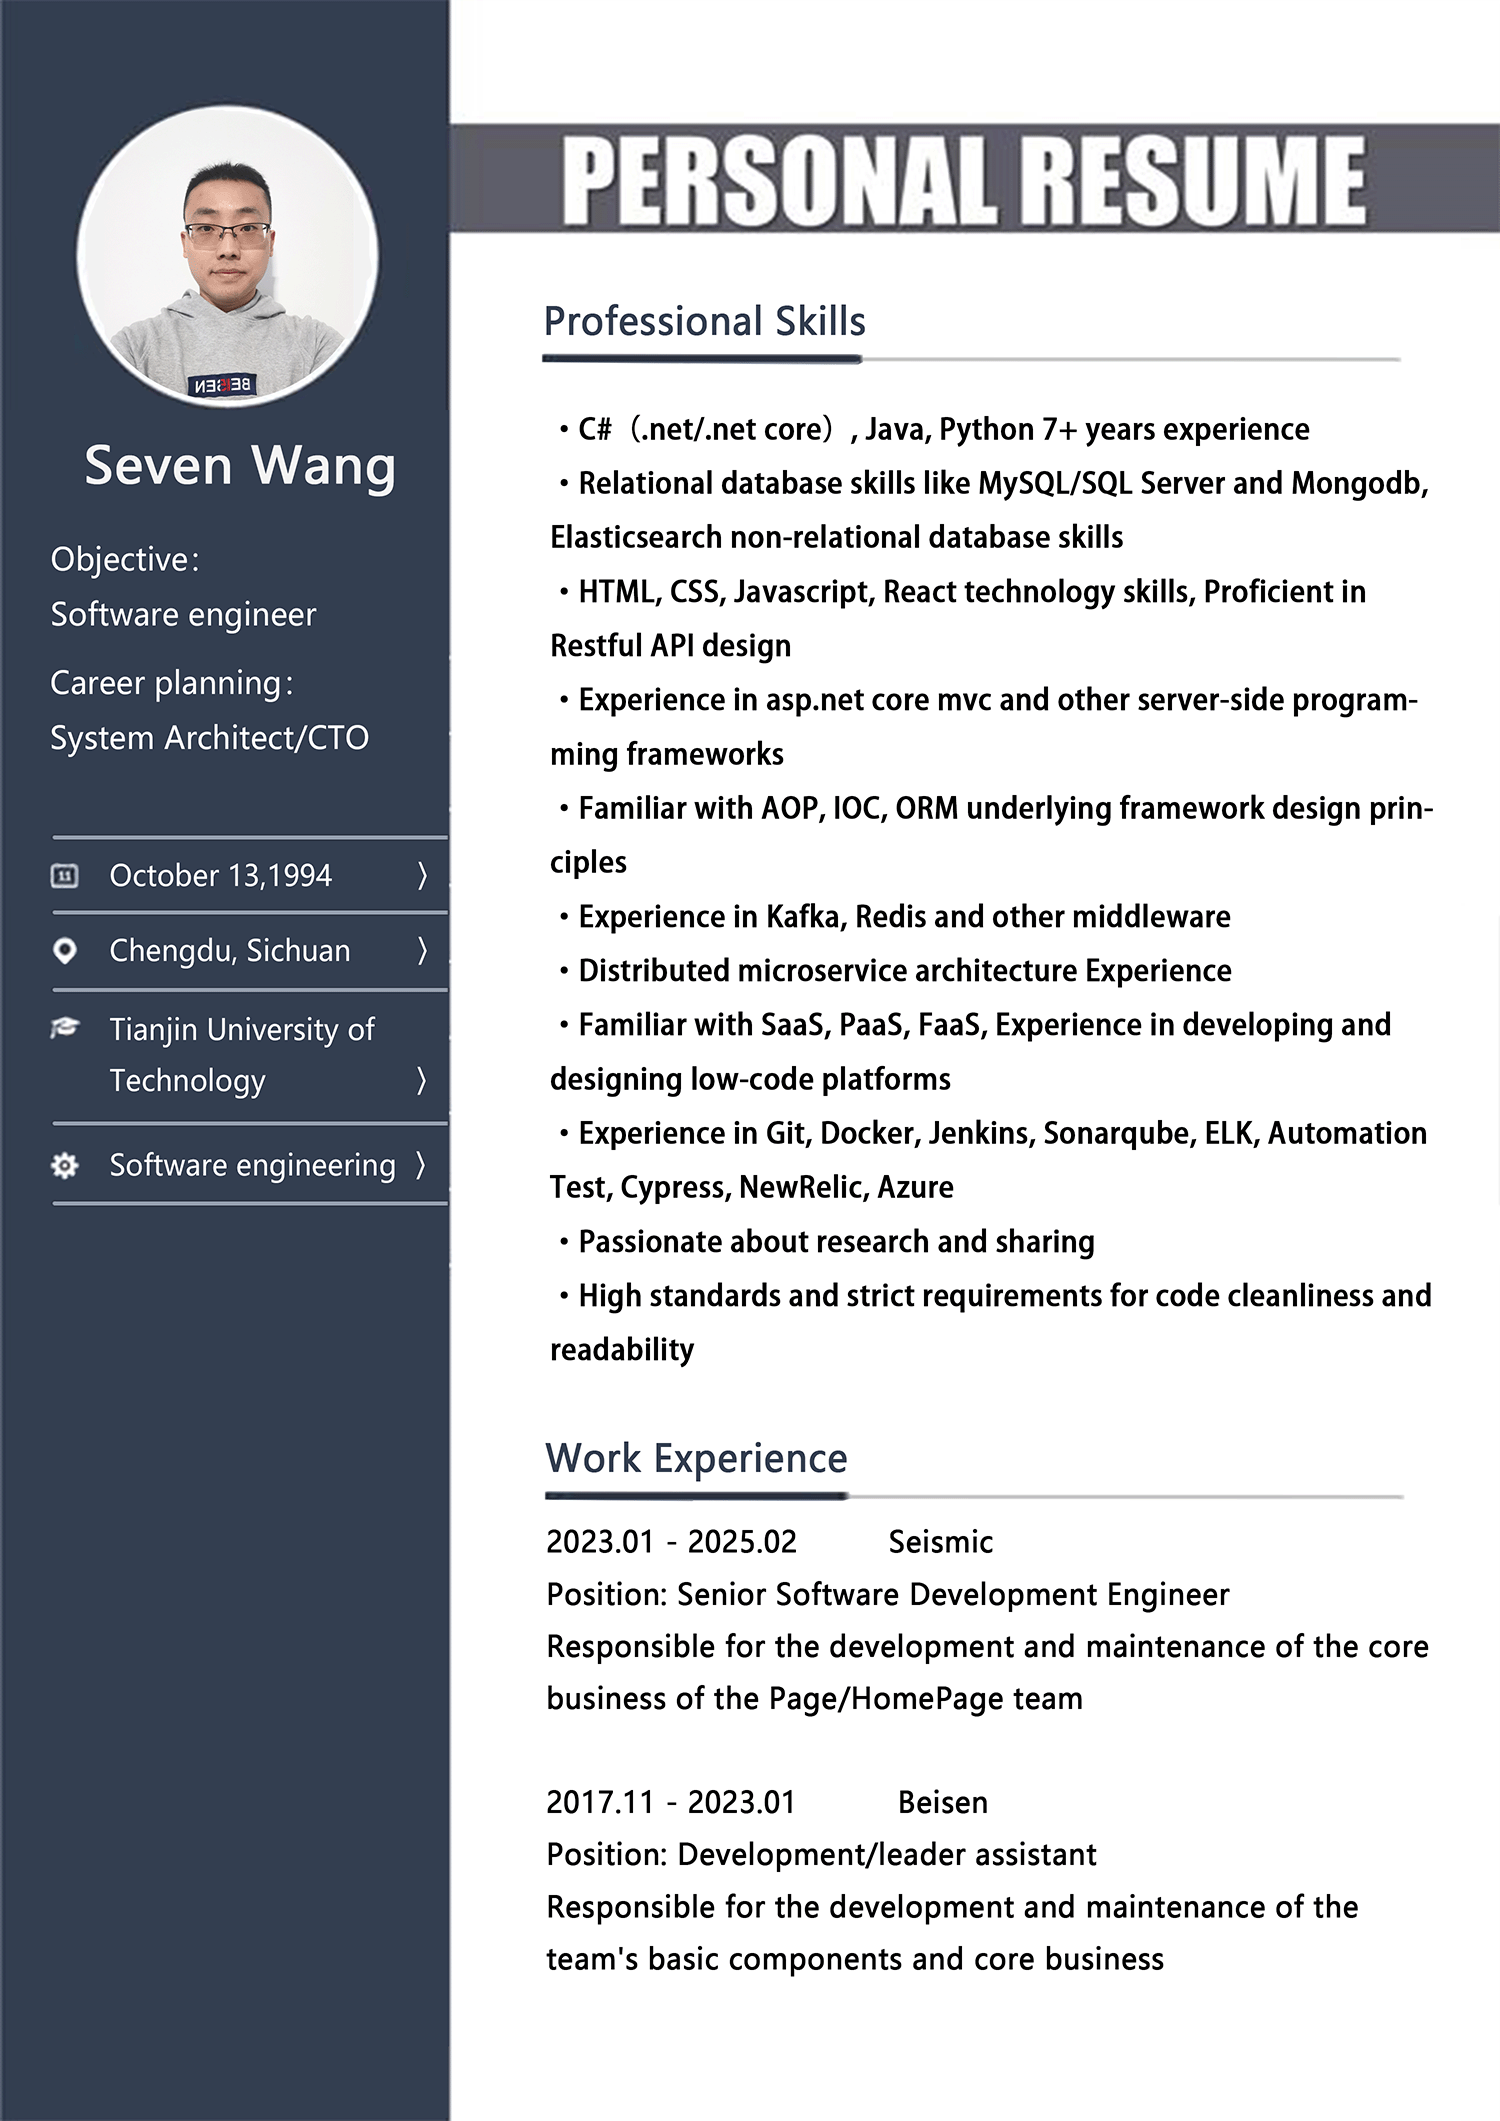 BEISEN
Seven Wang
Objective:
Software engineer
Career planning:
System Architect/CTO
11
October 13,1994 〉
Chengdu, Sichuan 〉
Tianjin University of
Technology 〉
Software engineering 〉
PERSONAL RESUME
Professional Skills
・C#（.net/.net core）, Java, Python 7+ years experience
・Relational database skills like MySQL/SQL Server and Mongodb,
Elasticsearch non-relational database skills
・HTML, CSS, Javascript, React technology skills, Proficient in
Restful API design
・Experience in asp.net core mvc and other server-side program-
ming frameworks
・Familiar with AOP, IOC, ORM underlying framework design prin-
ciples
・Experience in Kafka, Redis and other middleware
・Distributed microservice architecture Experience
・Familiar with SaaS, PaaS, FaaS, Experience in developing and
designing low-code platforms
・Experience in Git, Docker, Jenkins, Sonarqube, ELK, Automation
Test, Cypress, NewRelic, Azure
・Passionate about research and sharing
・High standards and strict requirements for code cleanliness and
readability
Work Experience
2023.01 - 2025.02 Seismic
Position: Senior Software Development Engineer
Responsible for the development and maintenance of the core
business of the Page/HomePage team
2017.11 - 2023.01 Beisen
Position: Development/leader assistant
Responsible for the development and maintenance of the
team's basic components and core business